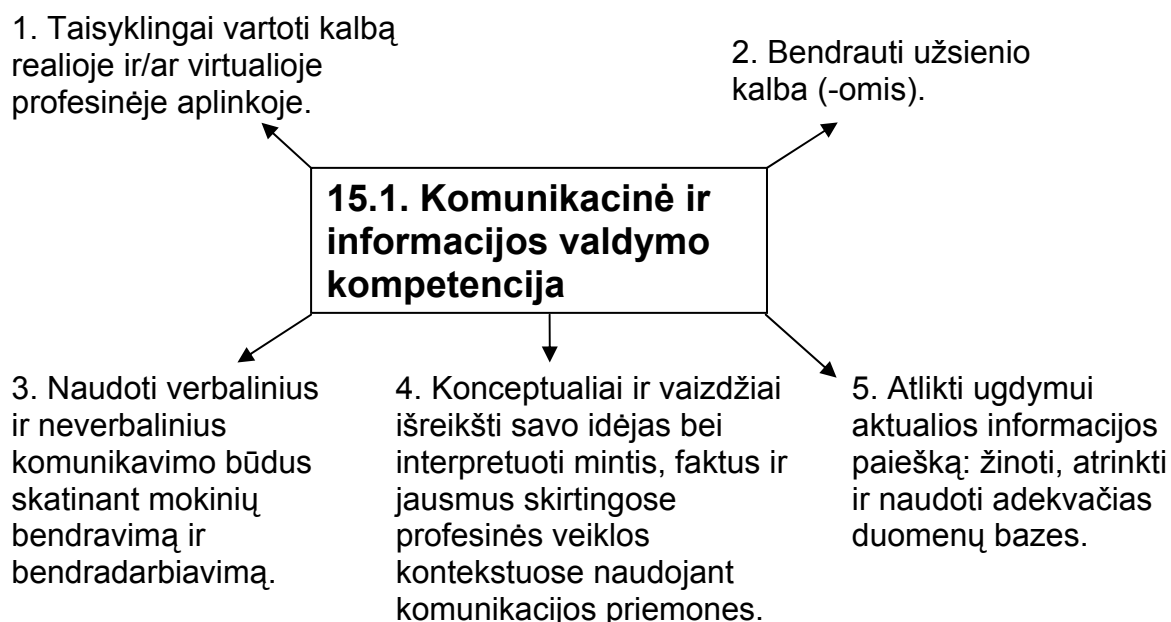 1. Taisyklingai vartoti kalbą
realioje ir/ar virtualioje
profesinėje aplinkoje.
2. Bendrauti užsienio
kalba (-omis).
15.1. Komunikacinė ir
informacijos valdymo
kompetencija
3. Naudoti verbalinius
ir neverbalinius
komunikavimo būdus
skatinant mokinių
bendravimą ir
bendradarbiavimą.
4. Konceptualiai ir vaizdžiai
išreikšti savo idėjas bei
interpretuoti mintis, faktus ir
jausmus skirtingose
profesinės veiklos
kontekstuose naudojant
komunikacijos priemones.
5. Atlikti ugdymui
aktualios informacijos
paiešką: žinoti, atrinkti
ir naudoti adekvačias
duomenų bazes.